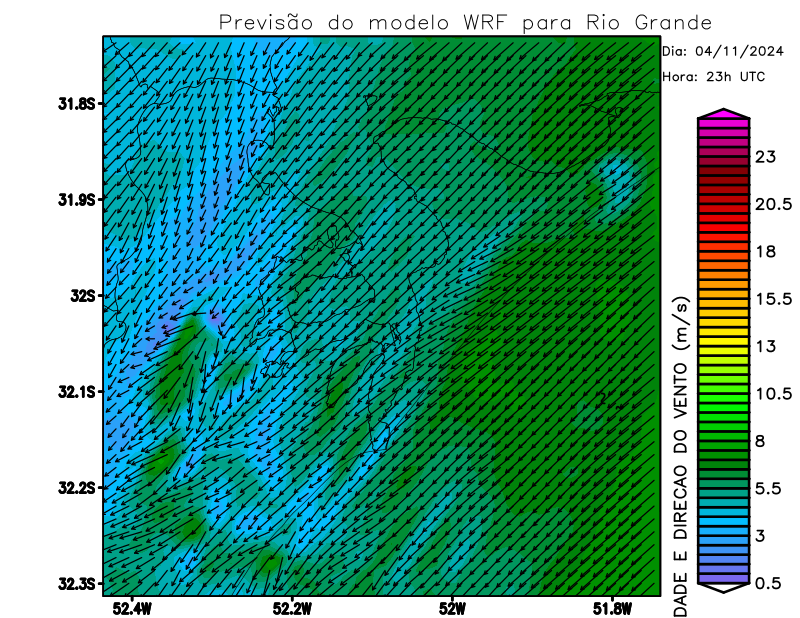 Previsão do modelo WRF para Rio Grande
Dia: 04/11/2024
Hora: 23h UTC
31.8S
31.9S
32S
32.1S
32.2S
32.3S
52.4W
52.2W
52W
51.8W
23
20.5
18
15.5
13
10.5
8
5.5
3
0.5
DADE E DIRECAO DO VENTO (m/s)